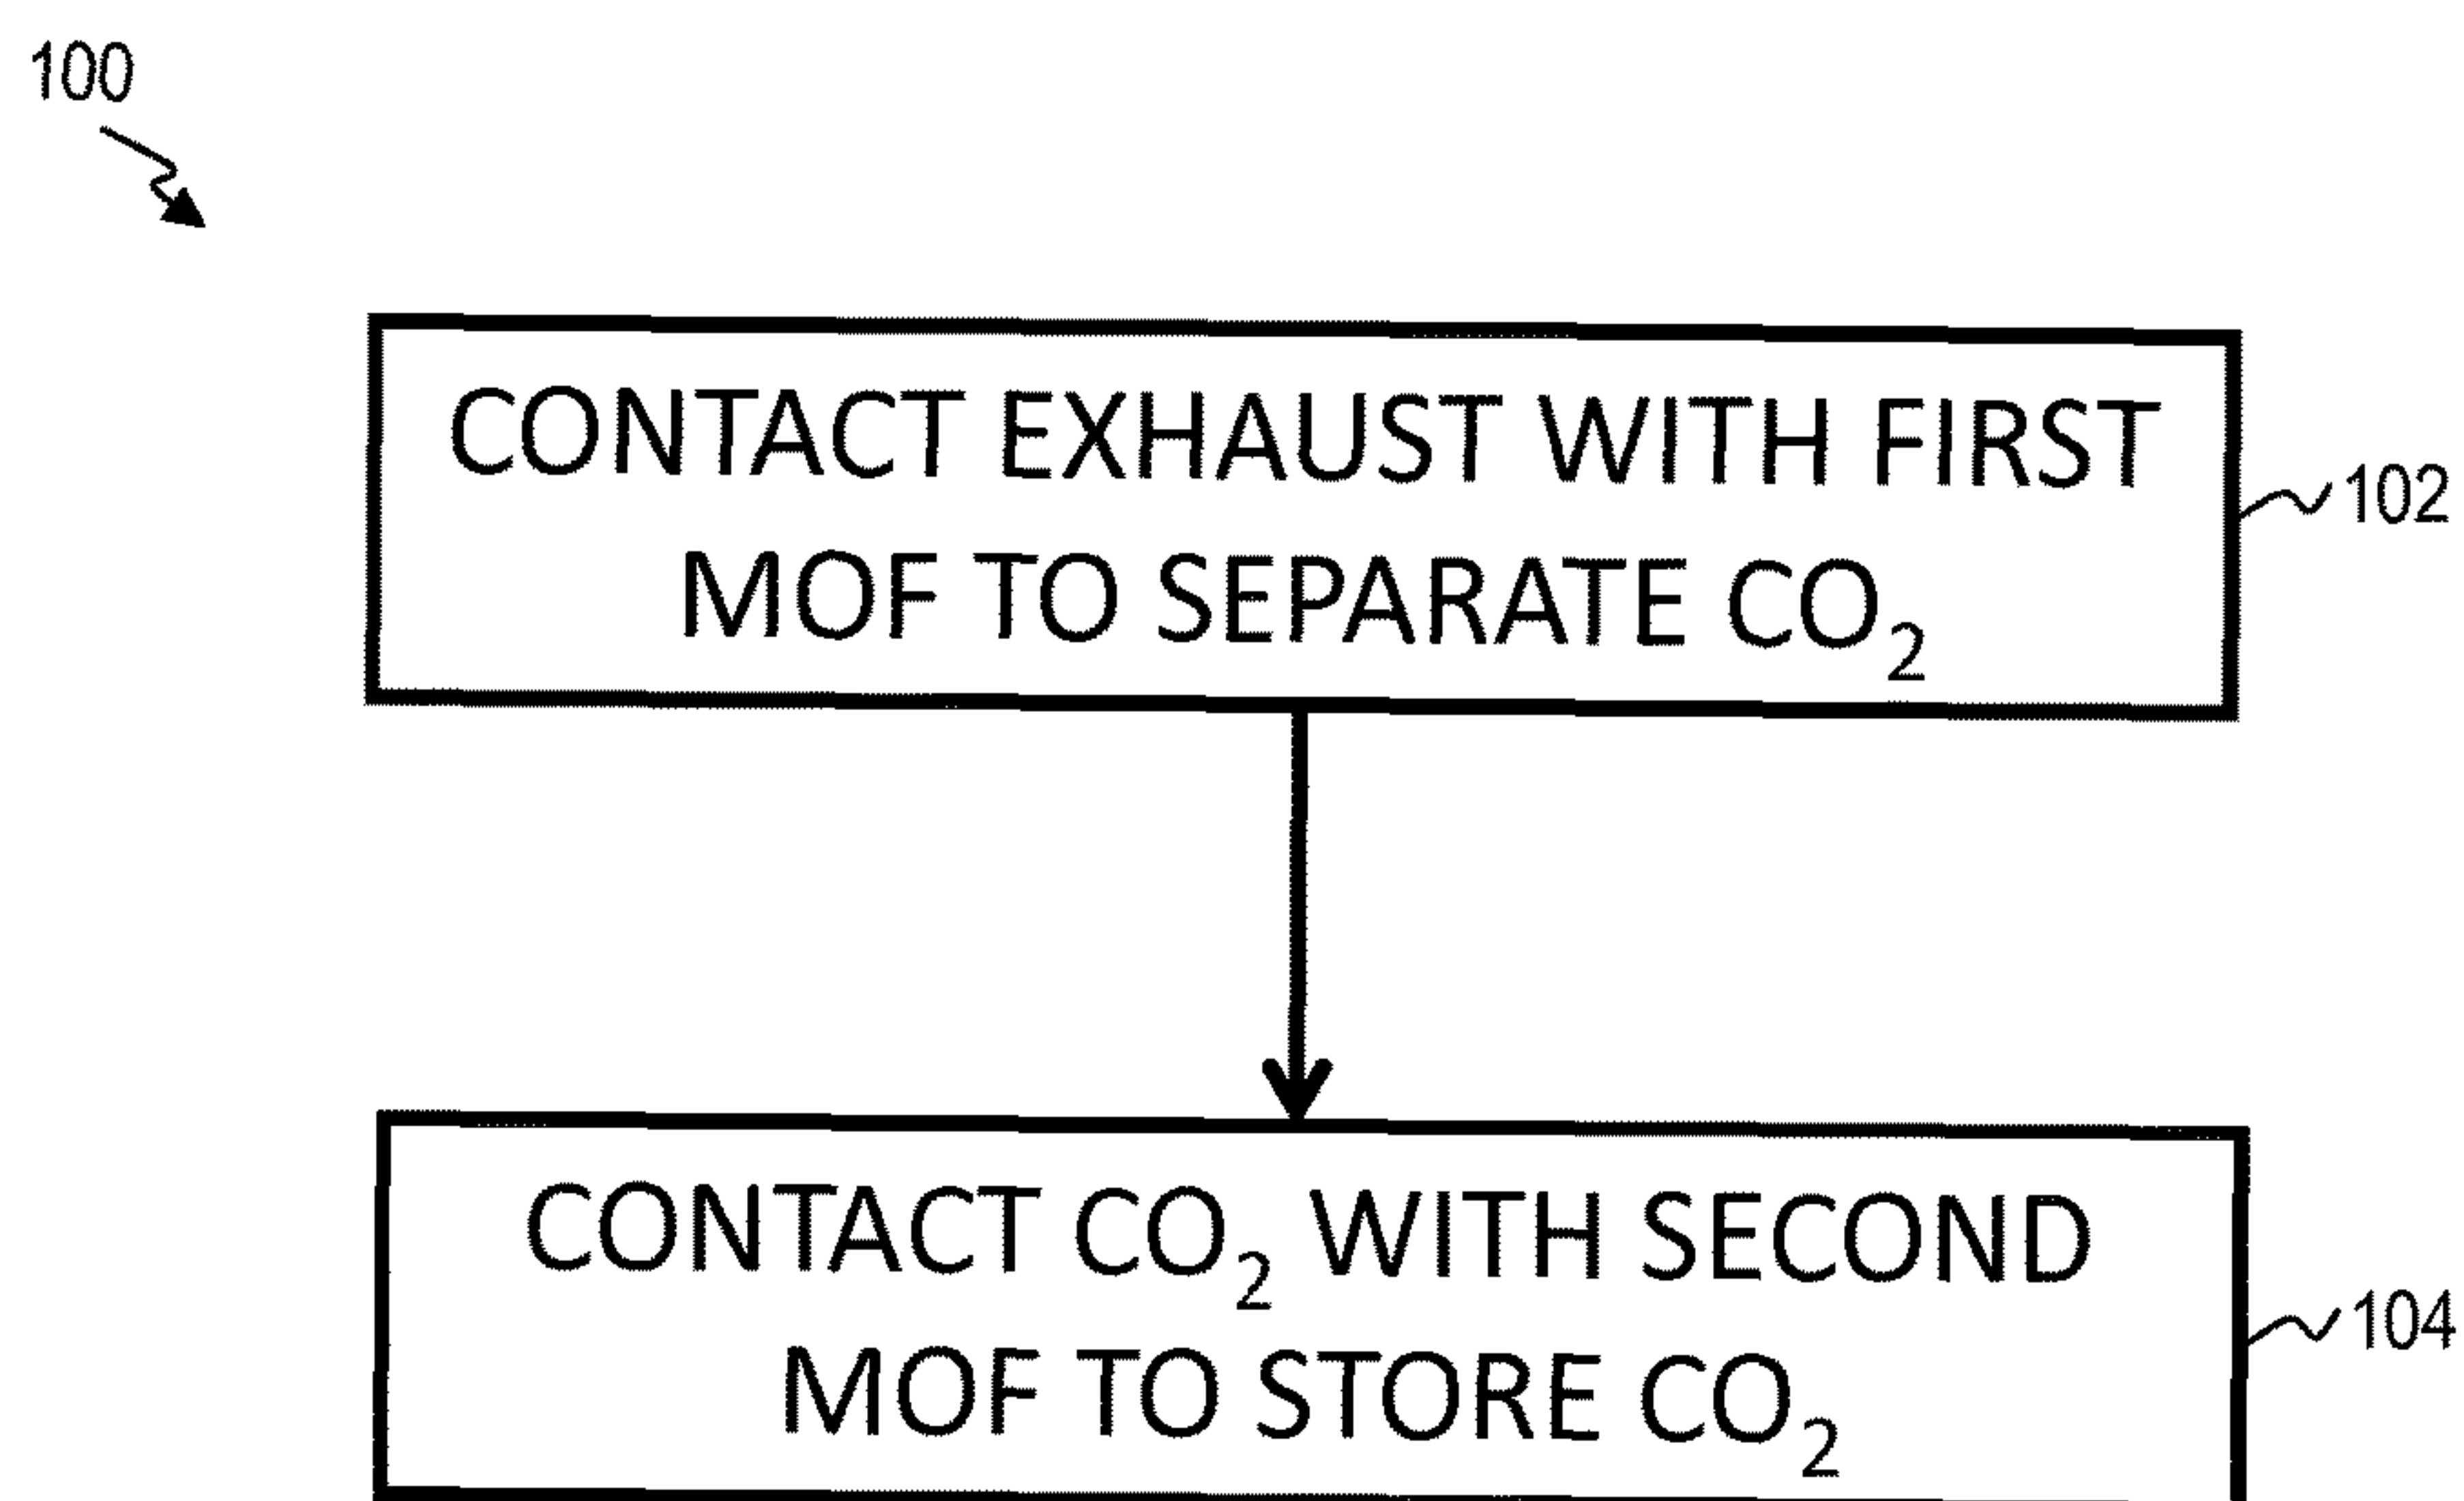 100
CONTACT EXHAUST WITH FIRST
MOF TO SEPARATE CO₂
102
CONTACT CO₂ WITH SECOND
MOF TO STORE CO₂
104